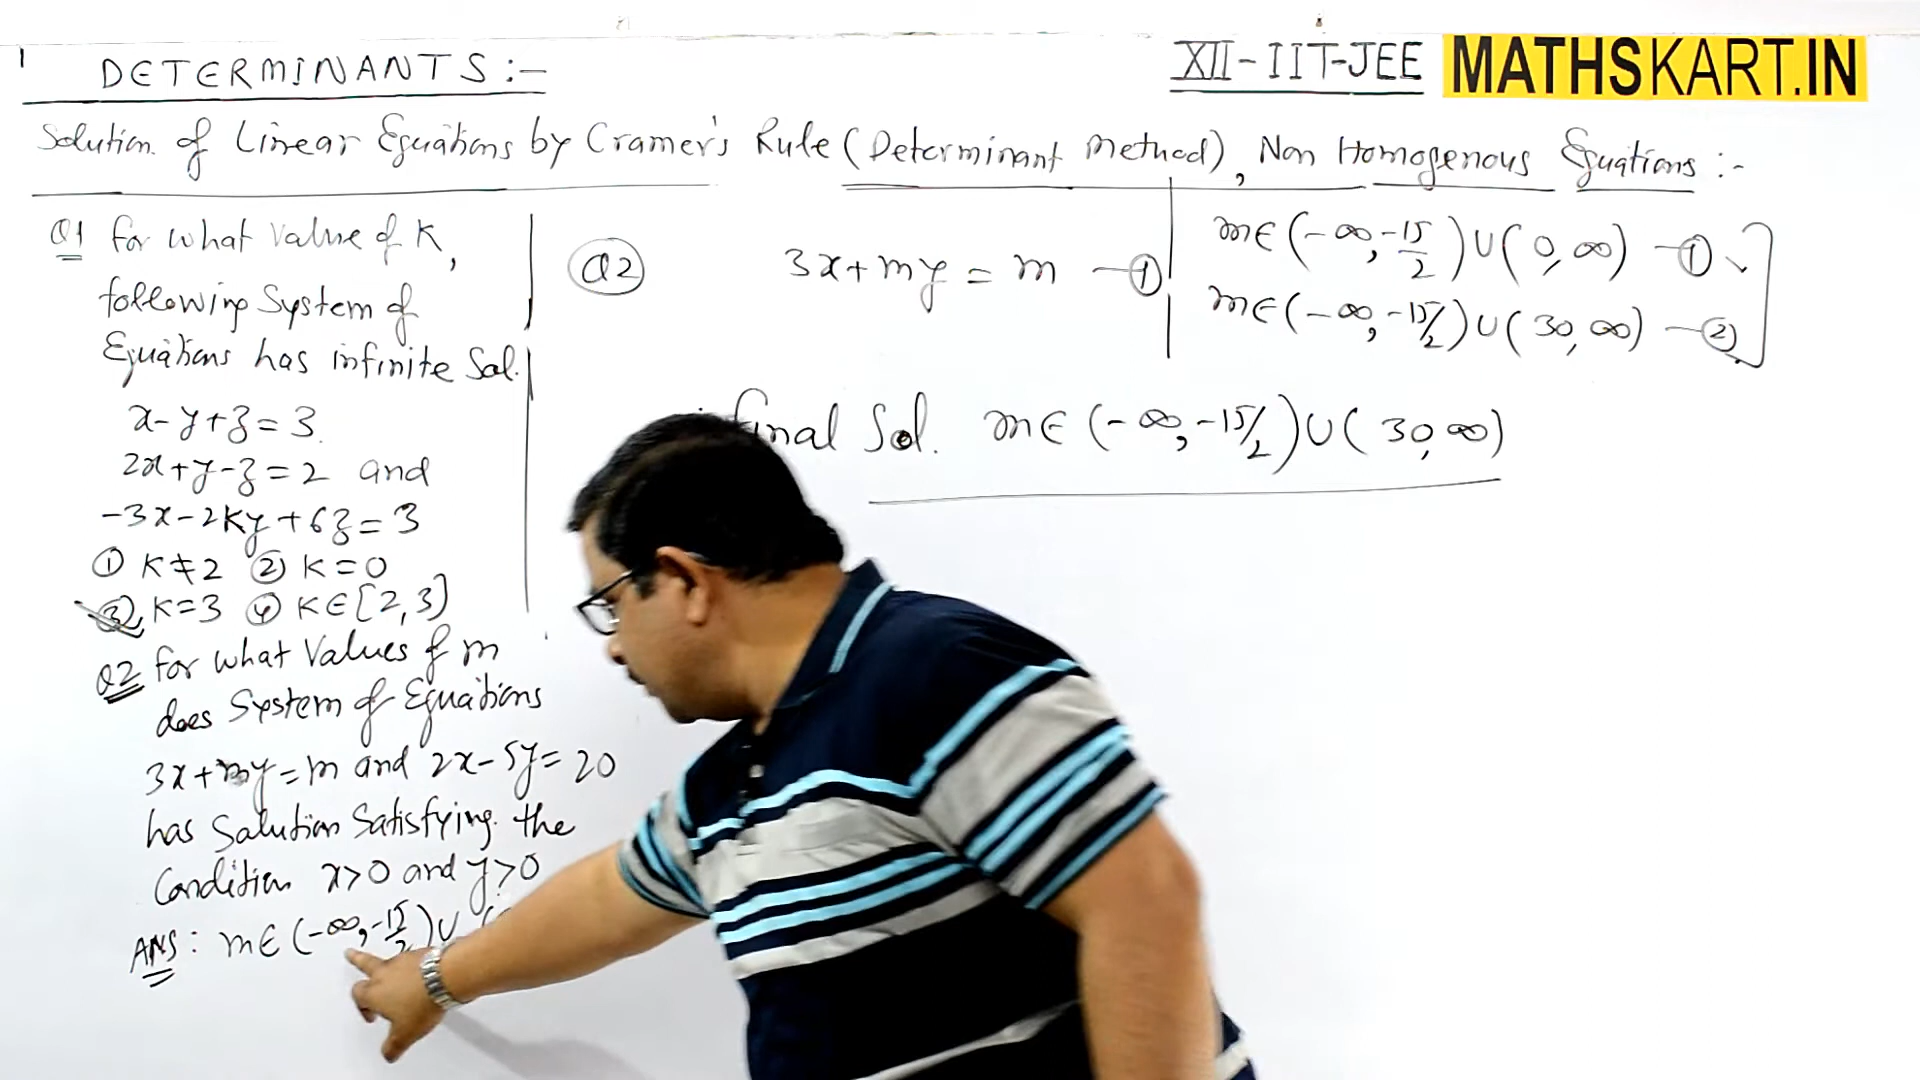 DETERMINANTS :-
XII - IIT-JEE MATHSKART.IN
Solution of Linear Equations by Cramer's Rule (Determinant Method), Non Homogenous Equations :-
Q1 for what value of K,
following System of
Equations has infinite Sol.
x-y+z=3
2x+y-z=2 and
-3x-2Ky+6z=3
① K≠2 ② K=0
③ K=3 ④ K∈[2,3]
Q2 for what Values of m
does System of Equations
3x+my=m and 2x-5y=20
has Solution Satisfying the
Condition x>0 and y>0
ANS: m∈(-∞,-15/2)∪(
Q2
3x+my=m —①
m∈(-∞,-15/2)∪(0,∞) —①
m∈(-∞,-15/2)∪(30,∞) —②
final Sol. m∈(-∞,-15/2)∪(30,∞)